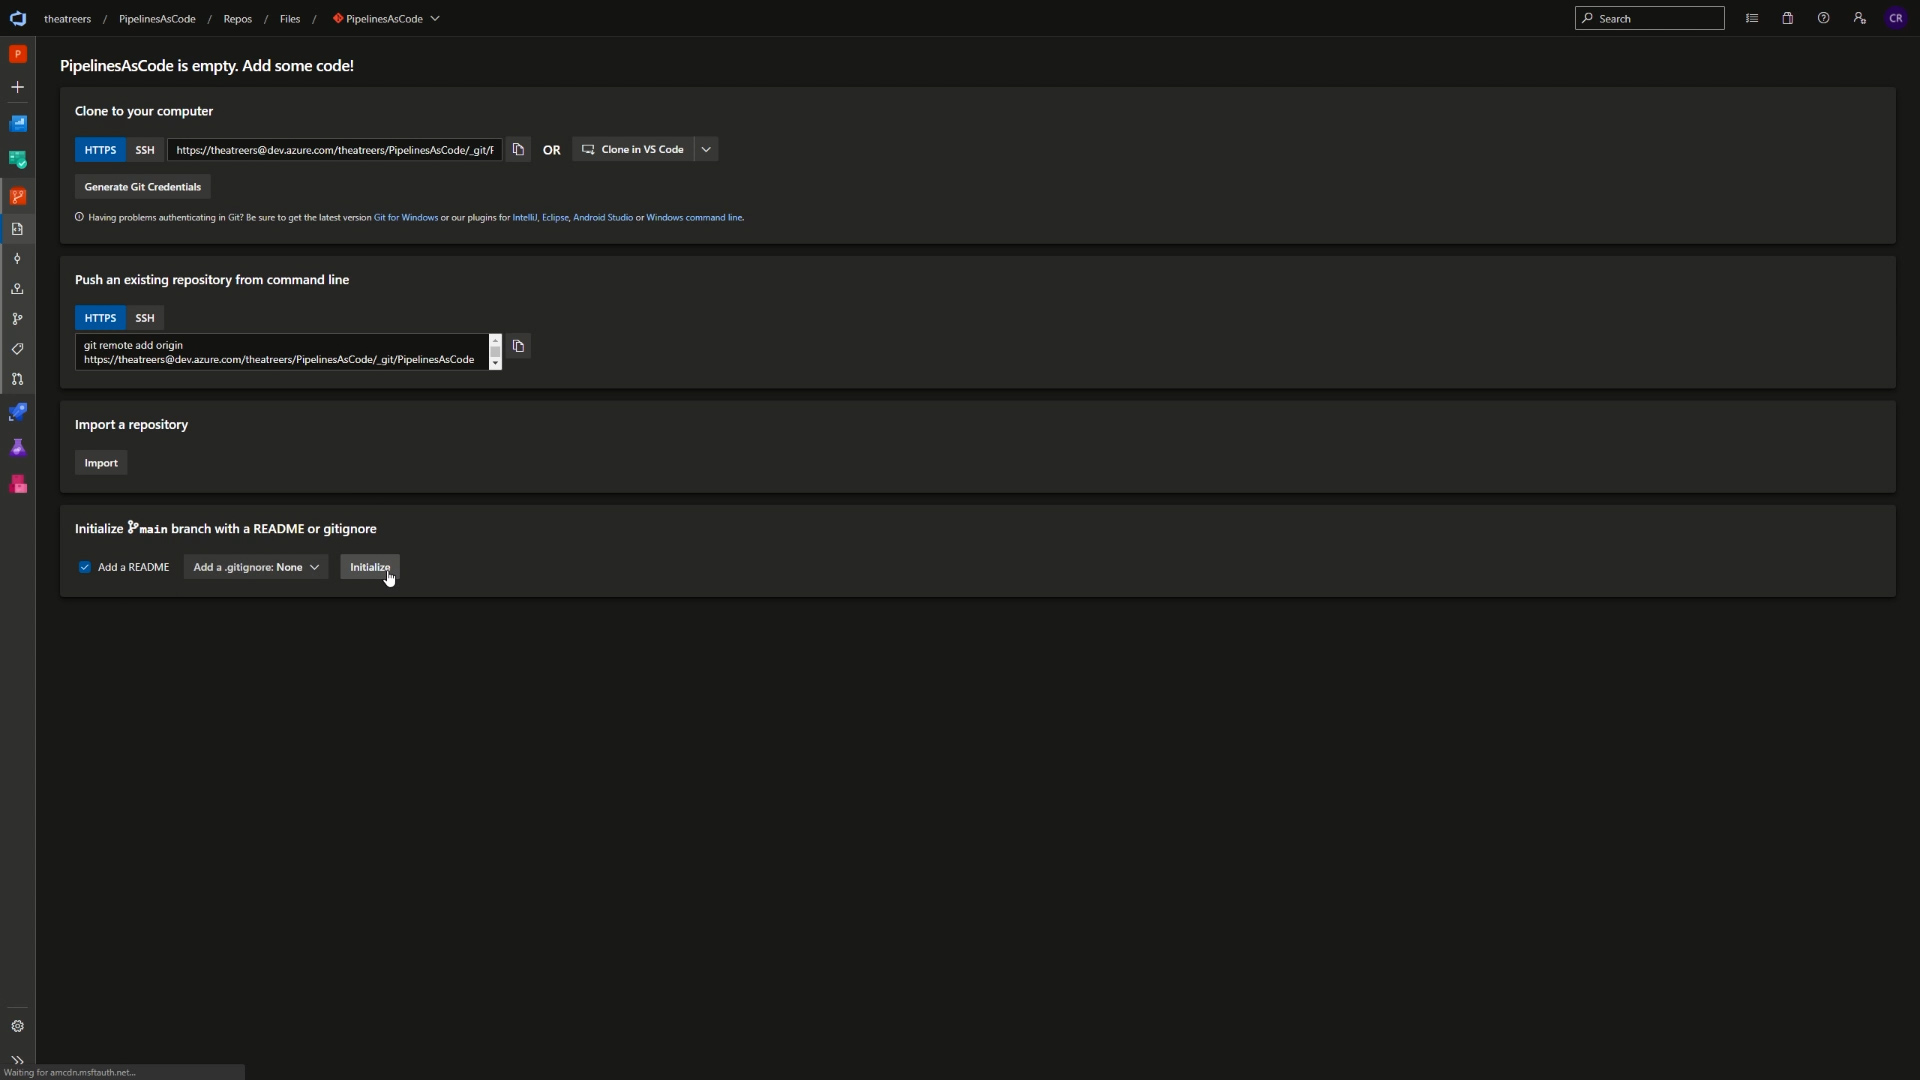 theatreers / PipelinesAsCode / Repos / Files / PipelinesAsCode
Search
CR
P
PipelinesAsCode is empty. Add some code!
Clone to your computer
HTTPS SSH https://theatreers@dev.azure.com/theatreers/PipelinesAsCode/_git/F OR Clone in VS Code
Generate Git Credentials
Having problems authenticating in Git? Be sure to get the latest version Git for Windows or our plugins for IntelliJ, Eclipse, Android Studio or Windows command line.
Push an existing repository from command line
HTTPS SSH
git remote add origin
https://theatreers@dev.azure.com/theatreers/PipelinesAsCode/_git/PipelinesAsCode
Import a repository
Import
Initialize main branch with a README or gitignore
Add a README Add a .gitignore: None Initialize
Waiting for amcdn.msftauth.net...